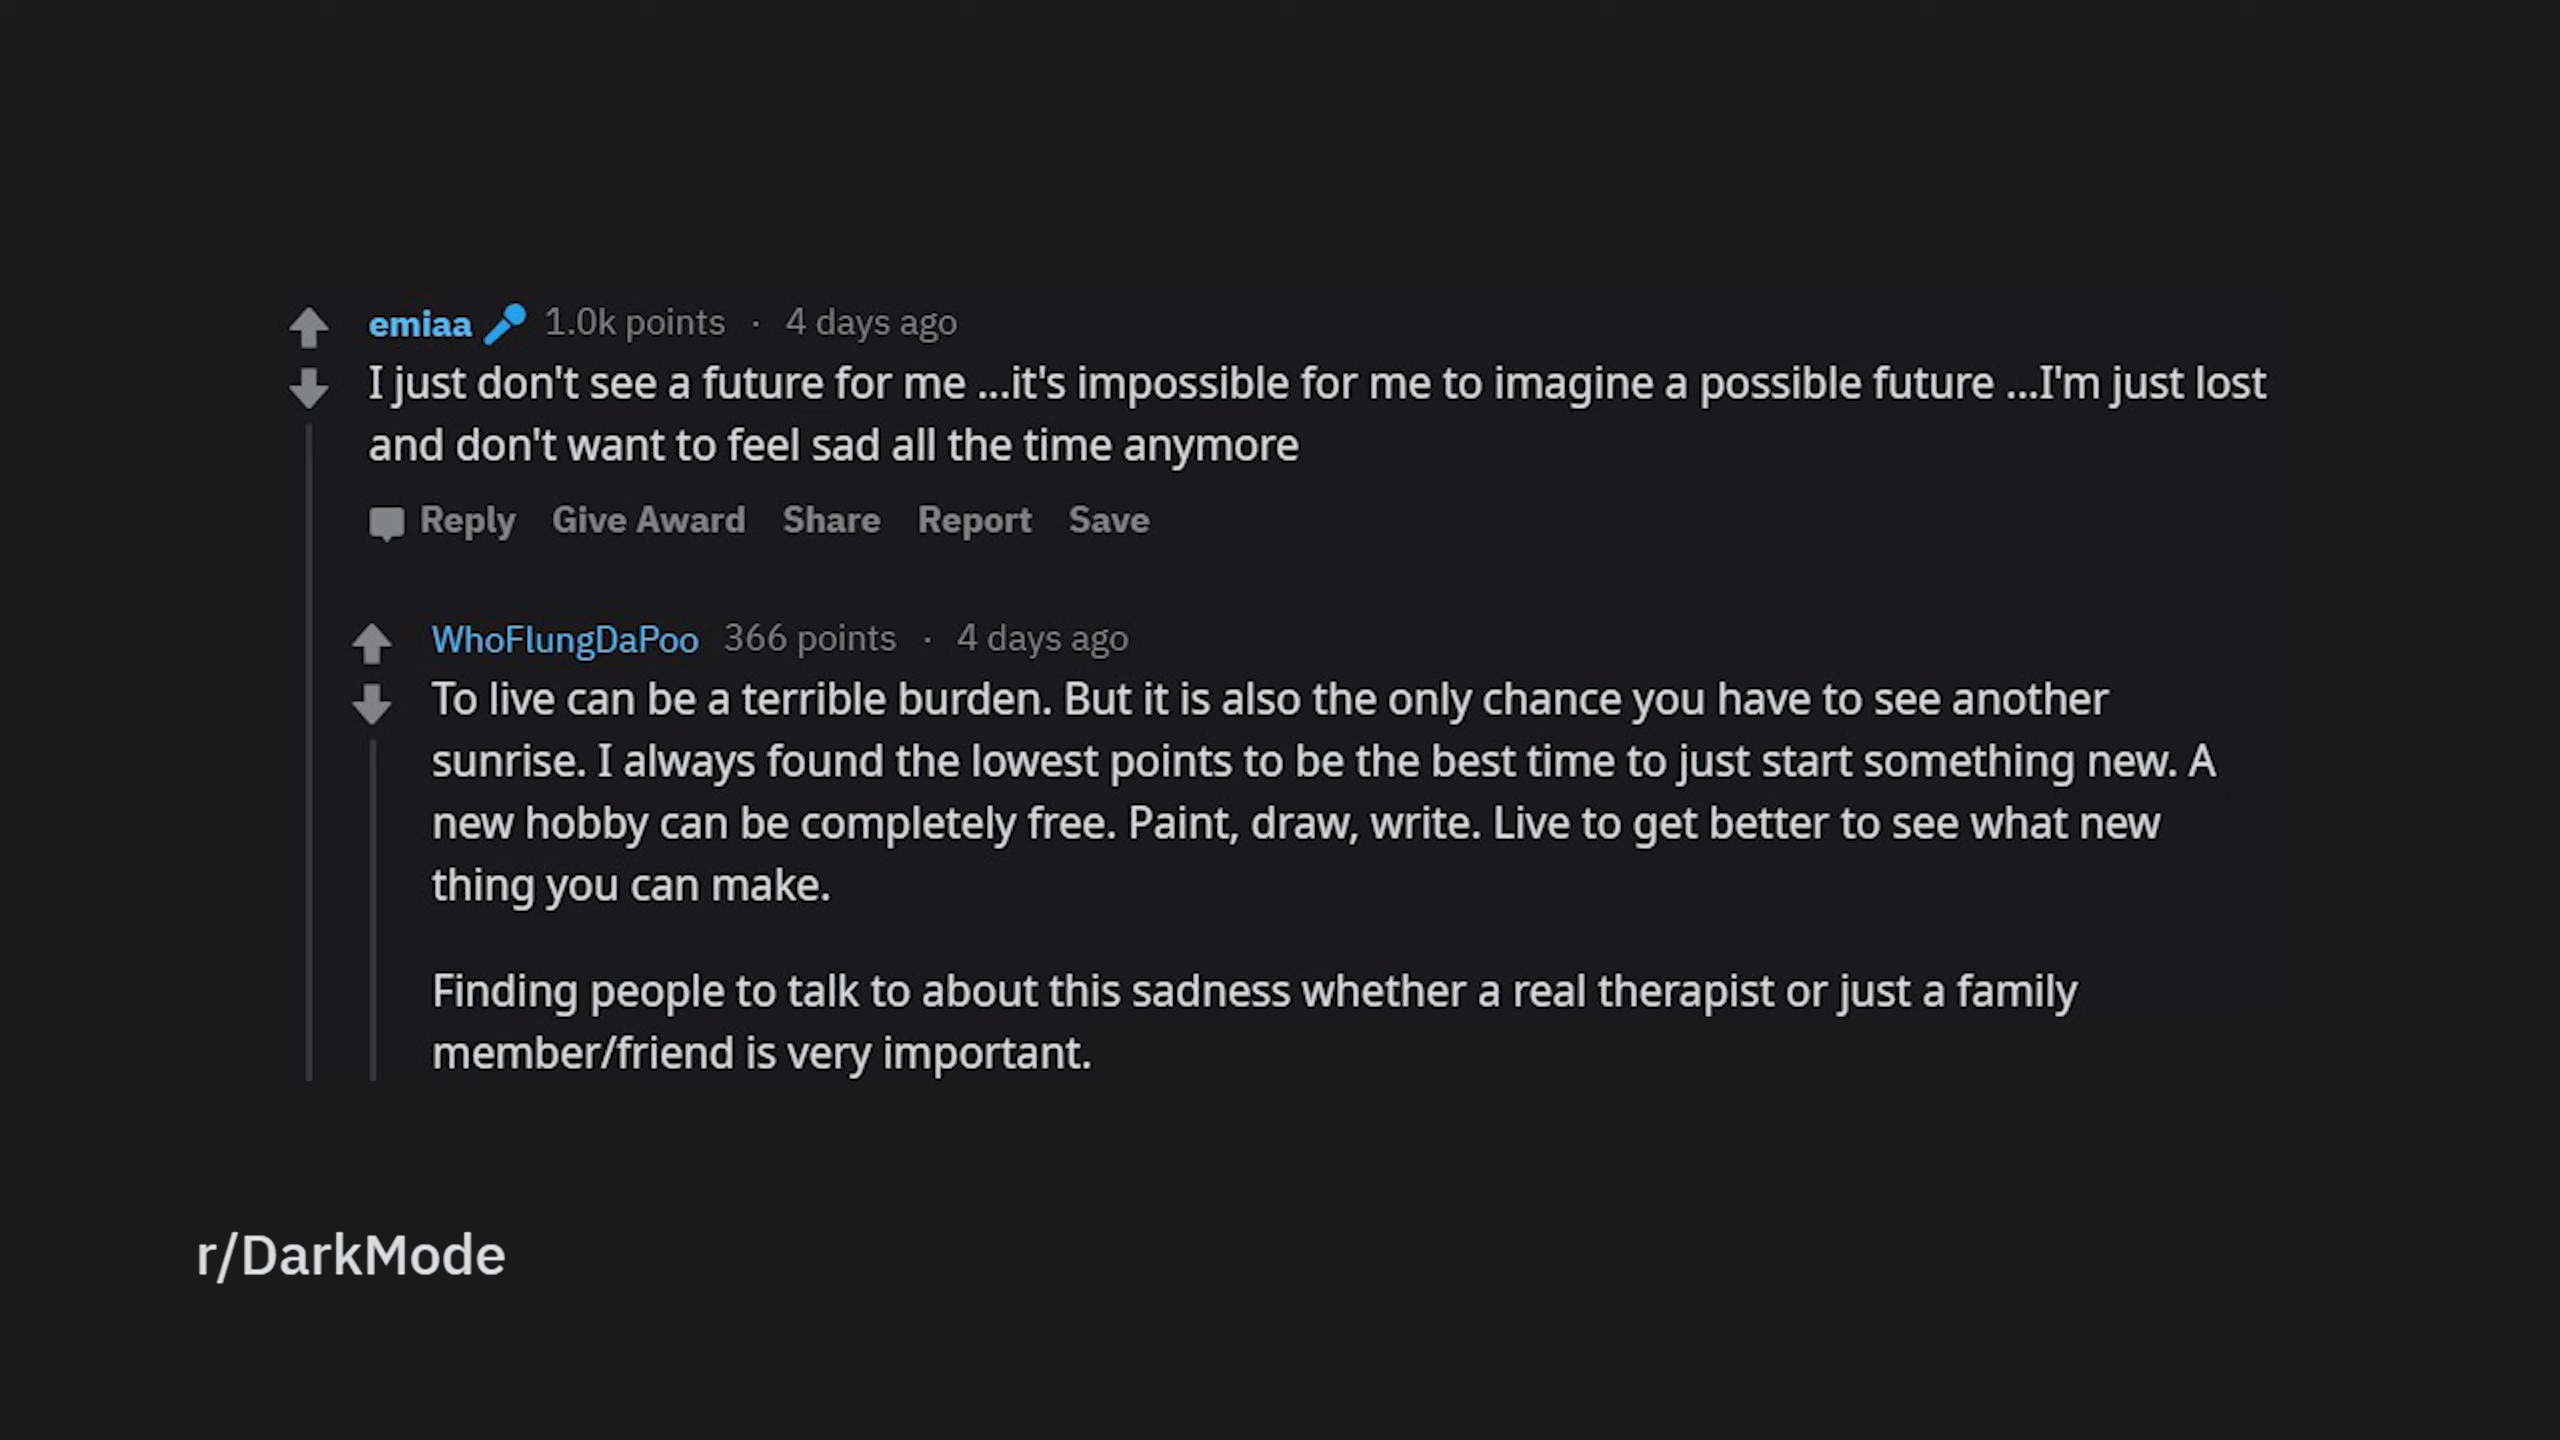 emiaa 1.0k points · 4 days ago
I just don't see a future for me ...it's impossible for me to imagine a possible future ...I'm just lost
and don't want to feel sad all the time anymore
Reply Give Award Share Report Save
WhoFlungDaPoo 366 points · 4 days ago
To live can be a terrible burden. But it is also the only chance you have to see another
sunrise. I always found the lowest points to be the best time to just start something new. A
new hobby can be completely free. Paint, draw, write. Live to get better to see what new
thing you can make.
Finding people to talk to about this sadness whether a real therapist or just a family
member/friend is very important.
r/DarkMode